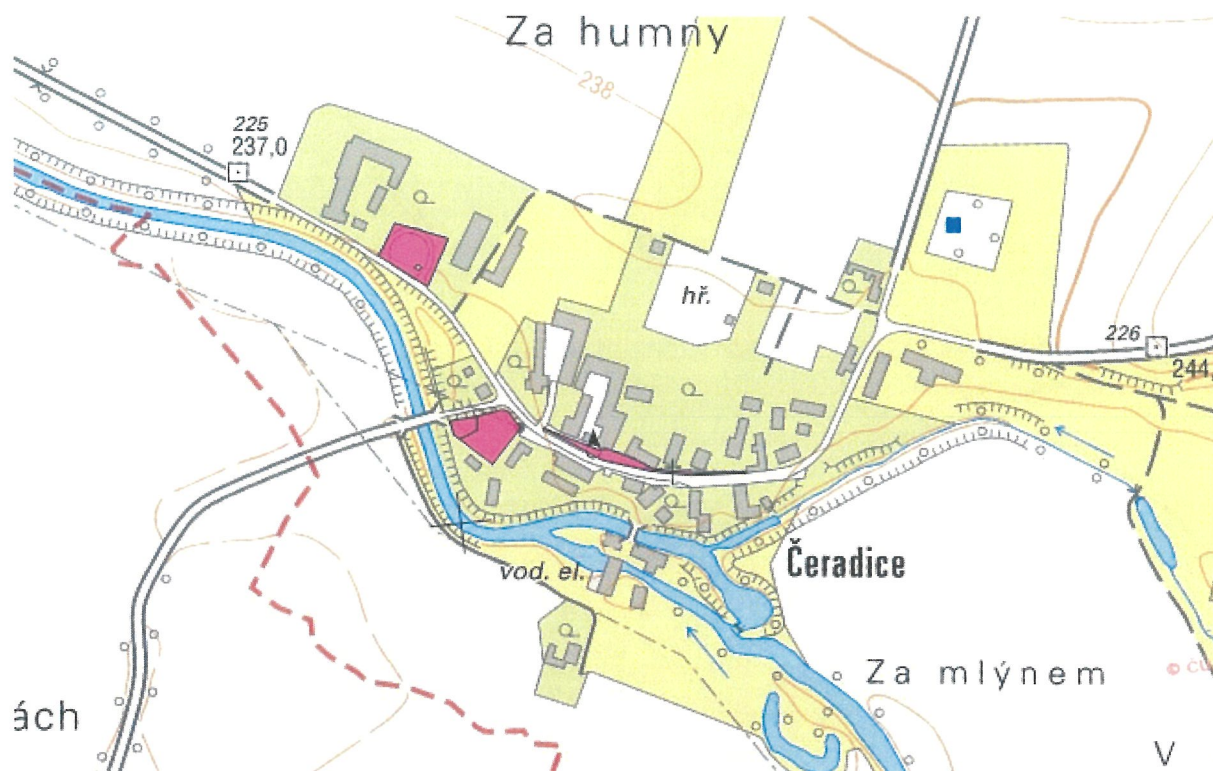 Za humny
238
225
237,0
hř.
226
244,
vod. el.
Čeradice
Za mlýnem
ách
V